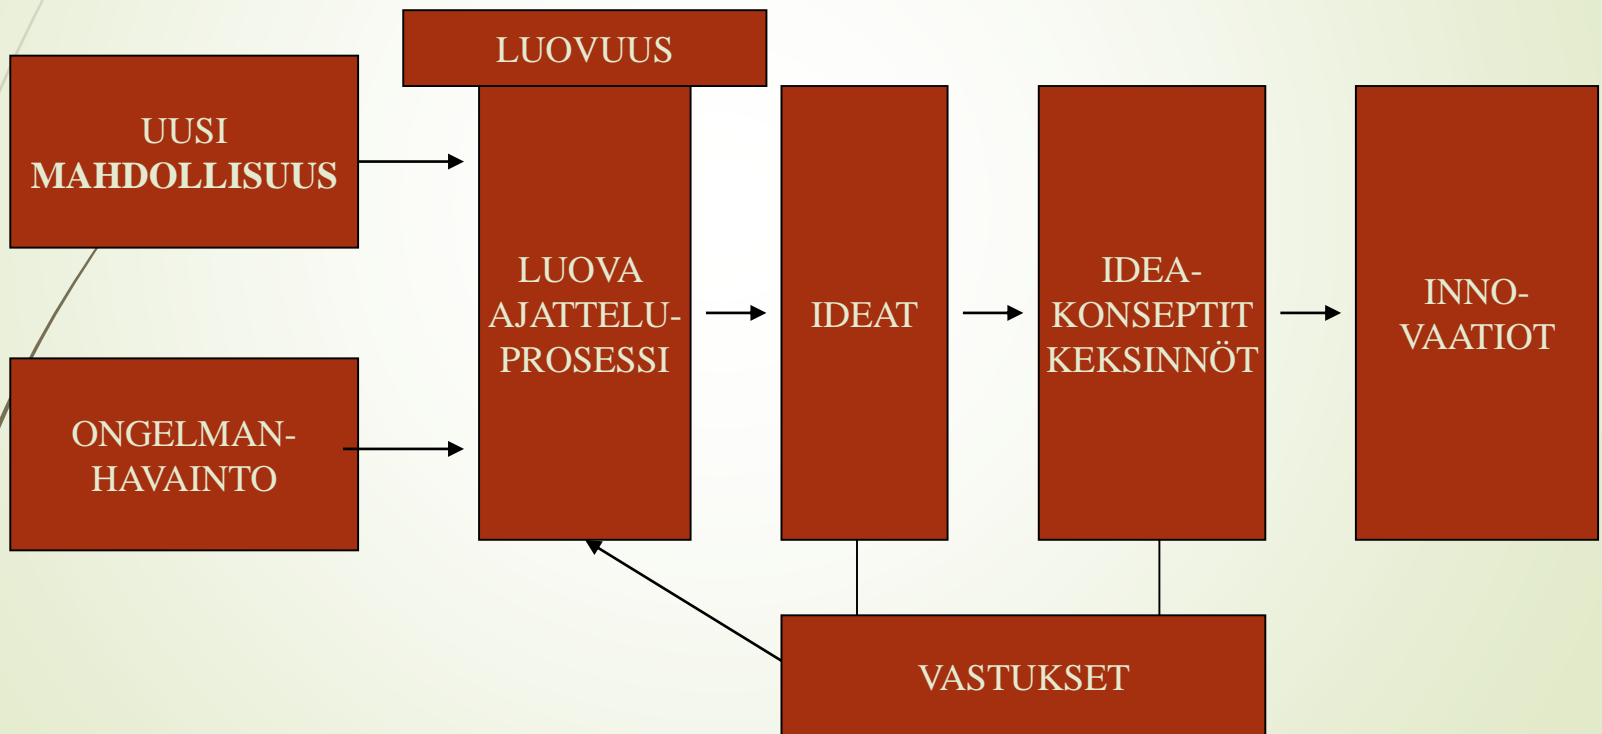 LUOVUUS
UUSI
MAHDOLLISUUS
ONGELMAN-
HAVAINTO
LUOVA
AJATTELU-
PROSESSI
IDEAT
IDEA-
KONSEPTIT
KEKSINNÖT
INNO-
VAATIOT
VASTUKSET